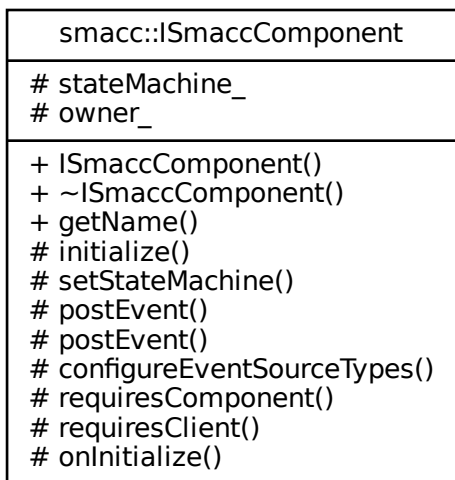 smacc::ISmaccComponent
# stateMachine_
# owner_
+ ISmaccComponent()
+ ~ISmaccComponent()
+ getName()
# initialize()
# setStateMachine()
# postEvent()
# postEvent()
# configureEventSourceTypes()
# requiresComponent()
# requiresClient()
# onInitialize()